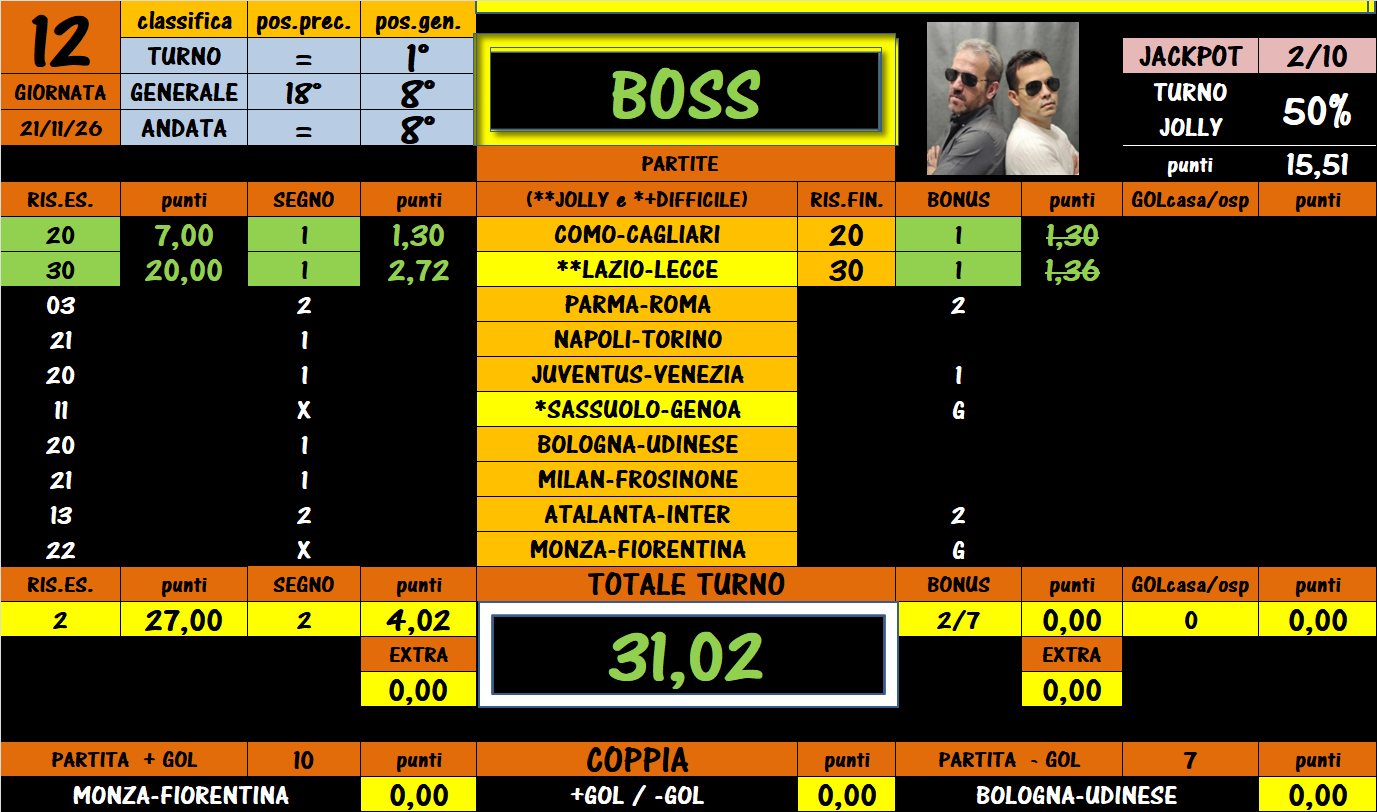 12 classifica pos.prec. pos.gen.
TURNO = 1° JACKPOT 2/10
GIORNATA GENERALE 18° 8° BOSS TURNO JOLLY 50%
21/11/26 ANDATA = 8°
PARTITE punti 15,51
RIS.ES. punti SEGNO punti (**JOLLY e *+DIFFICILE) RIS.FIN. BONUS punti GOLcasa/osp punti
20 7,00 1 1,30 COMO-CAGLIARI 20 1 1,30
30 20,00 1 2,72 **LAZIO-LECCE 30 1 1,36
03 2 PARMA-ROMA 2
21 1 NAPOLI-TORINO
20 1 JUVENTUS-VENEZIA 1
11 X *SASSUOLO-GENOA G
20 1 BOLOGNA-UDINESE
21 1 MILAN-FROSINONE
13 2 ATALANTA-INTER 2
22 X MONZA-FIORENTINA G
RIS.ES. punti SEGNO punti TOTALE TURNO BONUS punti GOLcasa/osp punti
2 27,00 2 4,02 2/7 0,00 0 0,00
EXTRA 31,02 EXTRA
0,00 0,00
PARTITA + GOL 10 punti COPPIA punti PARTITA - GOL 7 punti
MONZA-FIORENTINA 0,00 +GOL / -GOL 0,00 BOLOGNA-UDINESE 0,00